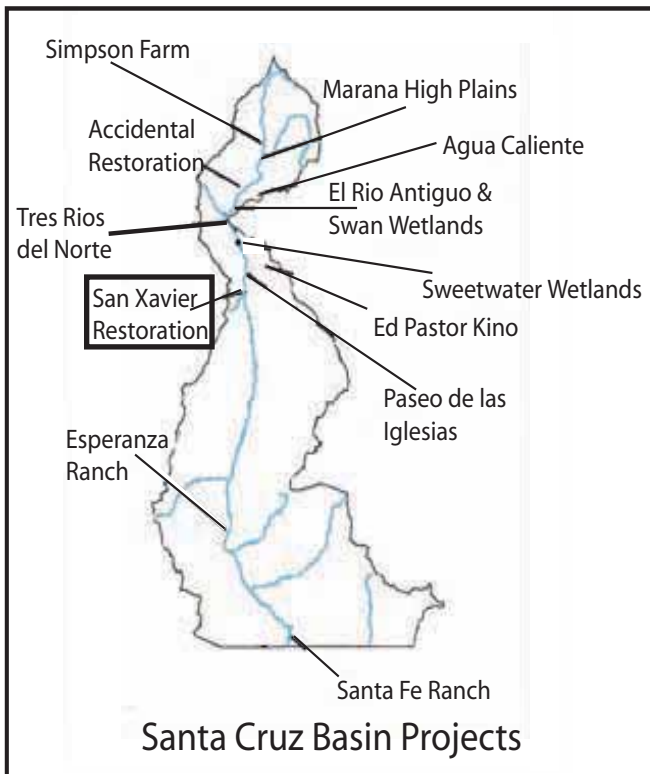 Simpson Farm
Marana High Plains
Accidental
Restoration
Agua Caliente
El Rio Antiguo &
Swan Wetlands
Tres Rios
del Norte
Sweetwater Wetlands
San Xavier
Restoration
Ed Pastor Kino
Paseo de las
Iglesias
Esperanza
Ranch
Santa Fe Ranch
Santa Cruz Basin Projects